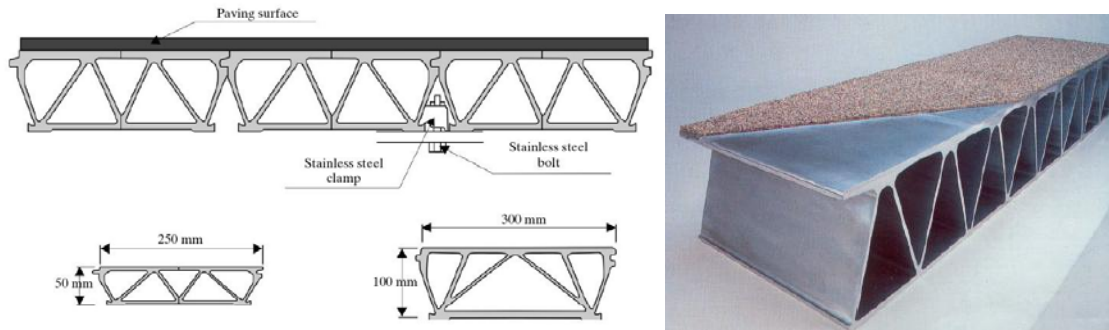 Paving surface
Stainless steel
clamp
Stainless steel
bolt
250 mm
50 mm
300 mm
100 mm